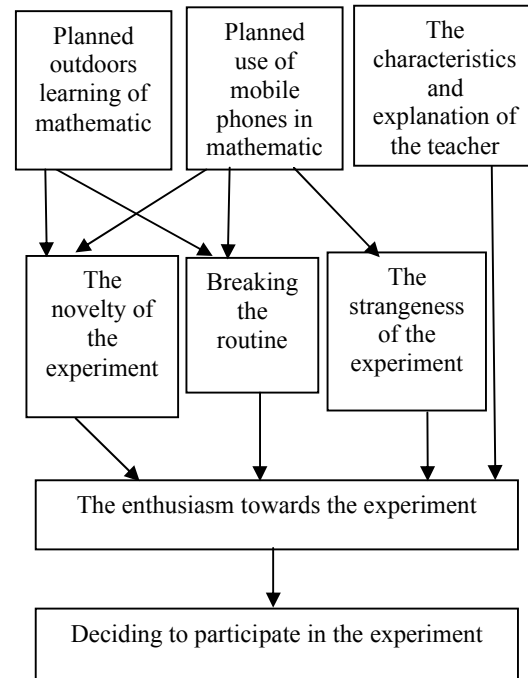 Planned
outdoors
learning of
mathematic
Planned
use of
mobile
phones in
mathematic
The
characteristics
and
explanation of
the teacher
The
novelty of
the
experiment
Breaking
the
routine
The
strangeness
of the
experiment
The enthusiasm towards the experiment
Deciding to participate in the experiment